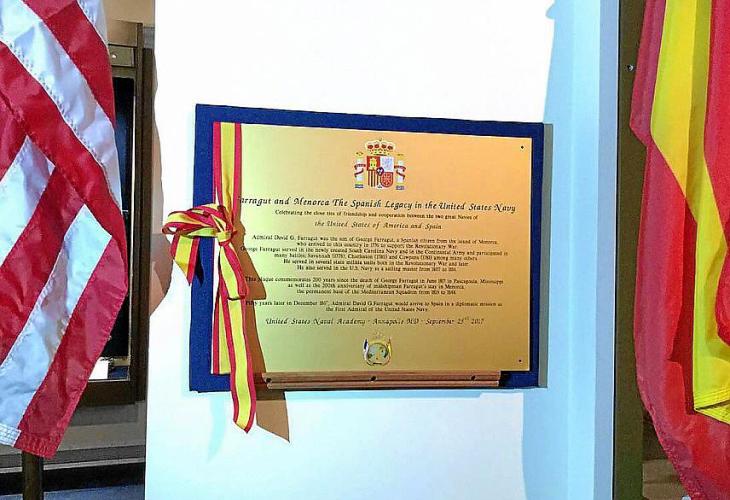 Farragut and Menorca The Spanish Legacy in the United States Navy
Celebrating the close ties of friendship and cooperation between the two great Navies of
the United States of America and Spain
Admiral David G. Farragut was the son of George Farragut, a Spanish citizen from the island of Menorca,
who arrived to this country in 1776 to support the Revolutionary War.
George Farragut served in the newly created South Carolina Navy and in the Continental Army and participated in
many battles; Savannah (1778), Charleston (1780) and Cowpens (1781) among many others
He served in several state militia units both in the Revolutionary War and later
He also served in the U.S. Navy as a sailing master from 1807 to 1814.
This plaque commemorates 200 years since the death of George Farragut in June 1817 in Pascagoula, Mississippi
as well as the 200th anniversary of midshipman Farragut's stay in Menorca,
the permanent base of the Mediterranean Squadron from 1815 to
Fifty years later in December 1867, Admiral David G.Farragut would arrive to Spain in a diplomatic mission as
the first Admiral of the United States Navy.
United States Naval Academy - Annapolis MD - September 25th 2017